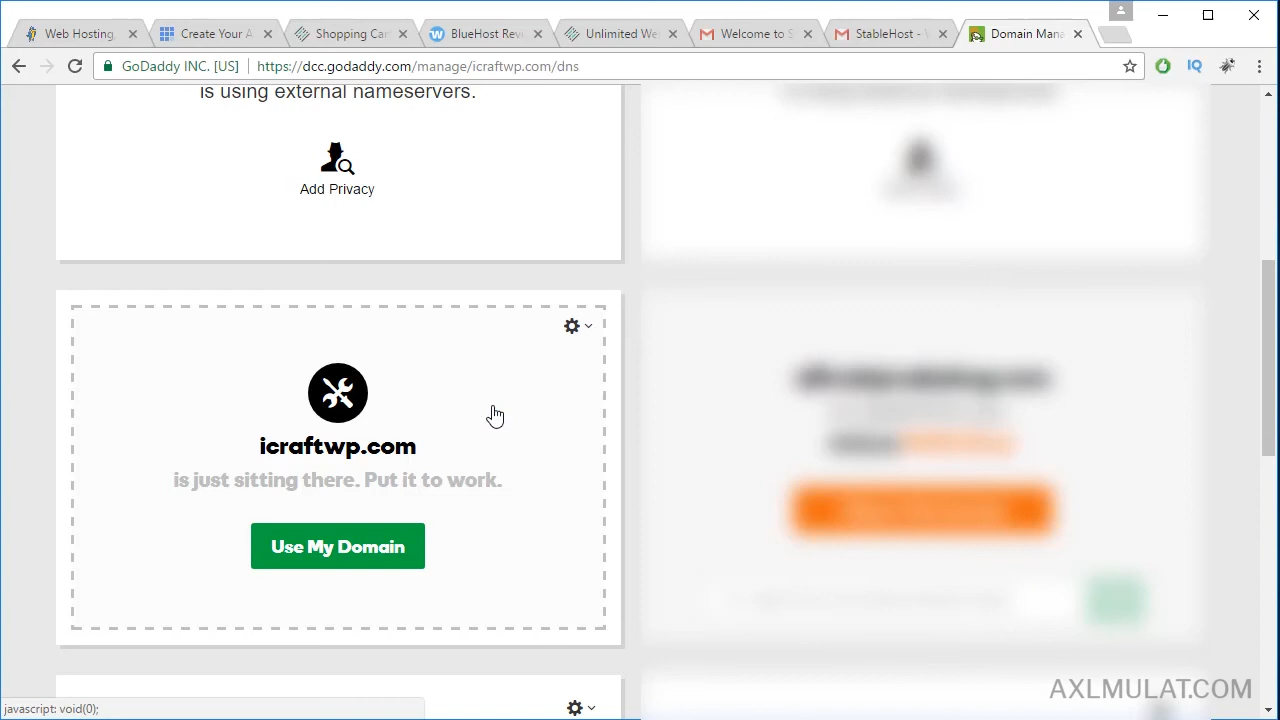 Web Hosting,
Create Your A
Shopping Car
BlueHost Rev
Unlimited We
Welcome to S
StableHost - W
Domain Mana
GoDaddy INC. [US]
https://dcc.godaddy.com/manage/icraftwp.com/dns
IQ
is using external nameservers.
Add Privacy
icraftwp.com
is just sitting there. Put it to work.
Use My Domain
AXLMULAT.COM
javascript: void(0);